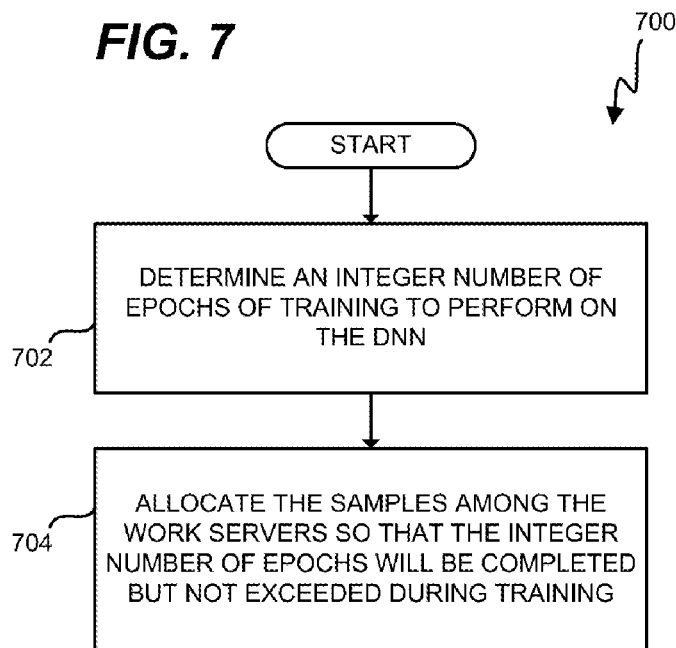 FIG. 7
700
START
DETERMINE AN INTEGER NUMBER OF
EPOCHS OF TRAINING TO PERFORM ON
THE DNN
702
ALLOCATE THE SAMPLES AMONG THE
WORK SERVERS SO THAT THE INTEGER
NUMBER OF EPOCHS WILL BE COMPLETED
BUT NOT EXCEEDED DURING TRAINING
704